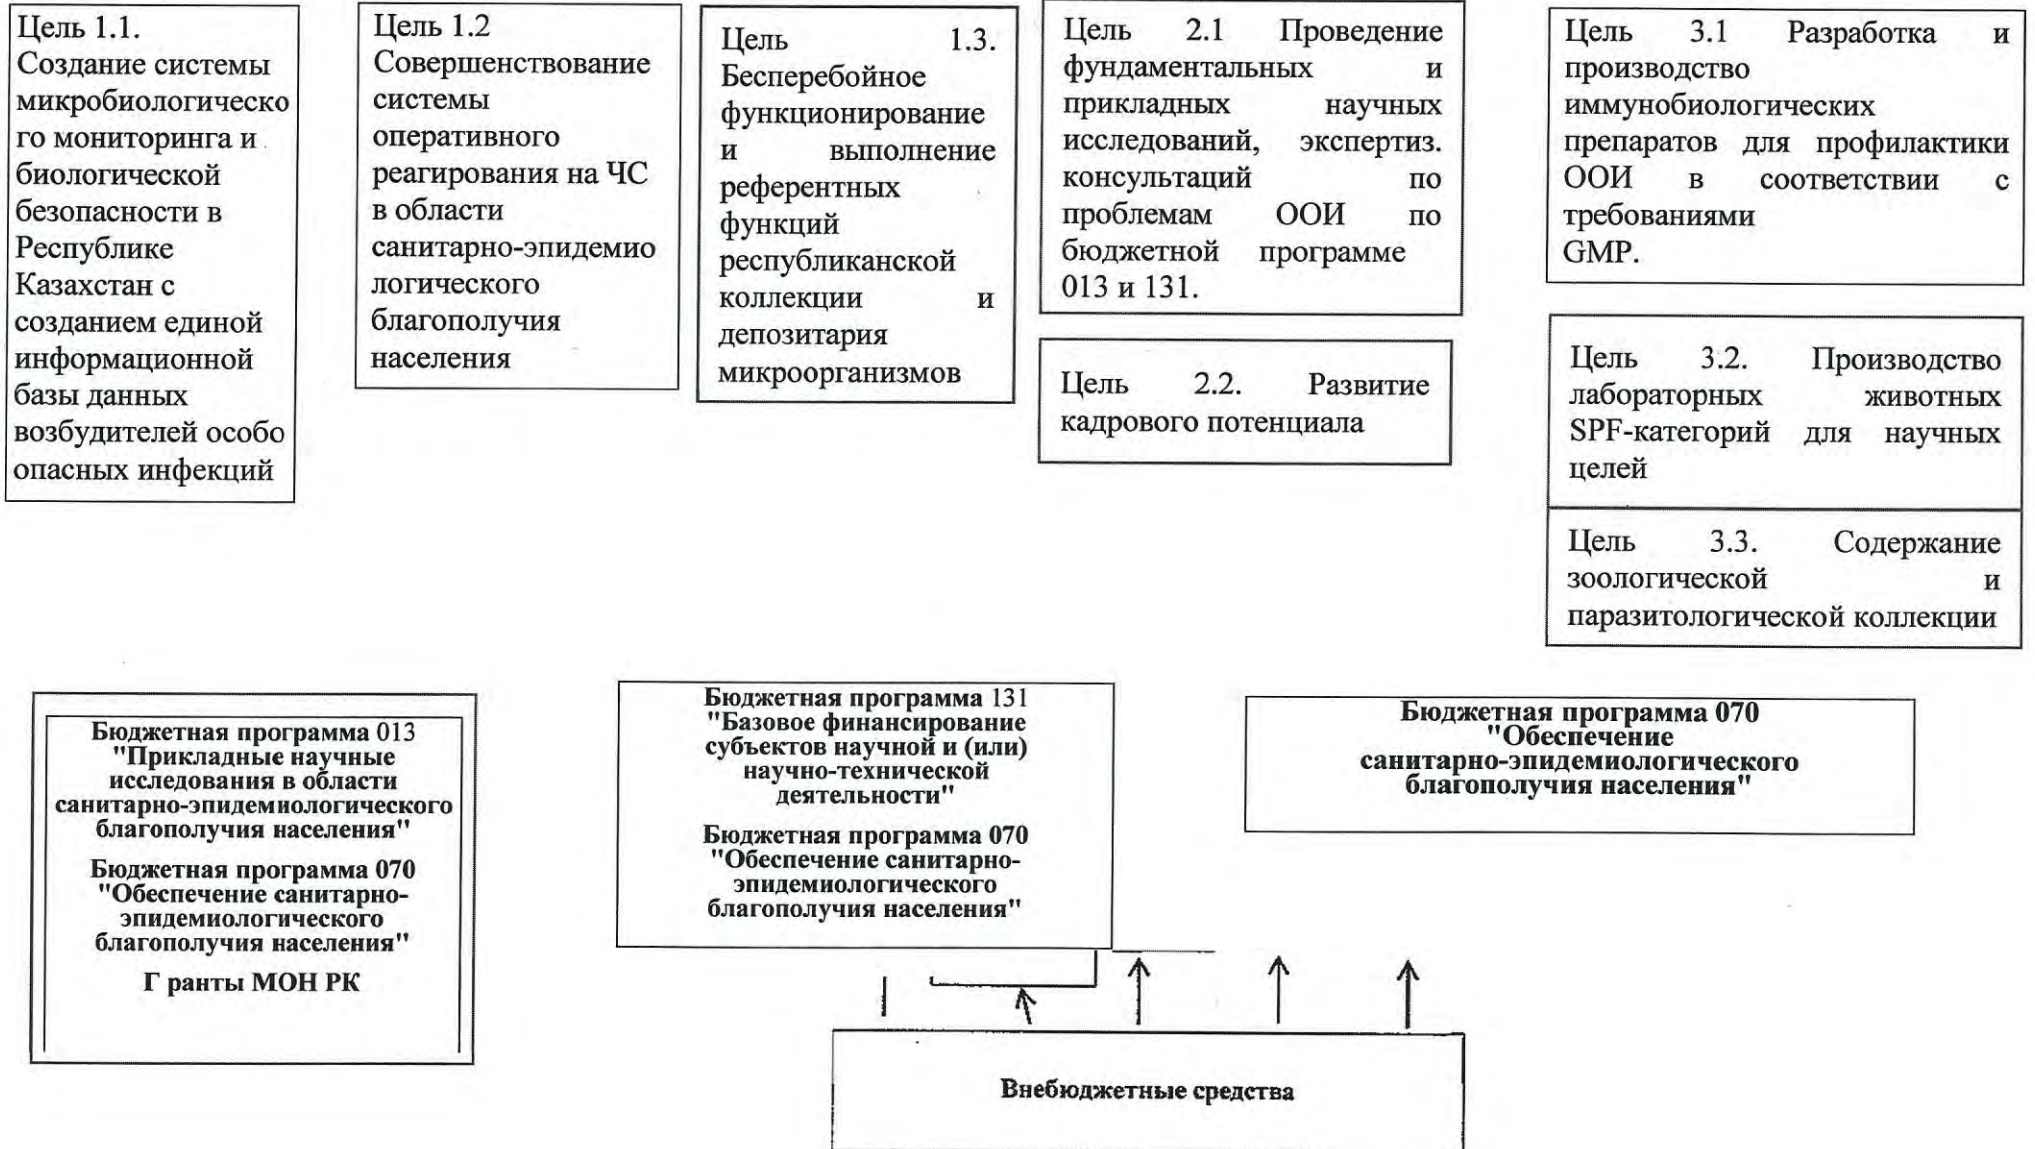 Цель 1.1.
Создание системы
микробиологическо
го мониторинга и
биологической
безопасности в
Республике
Казахстан с
созданием единой
информационной
базы данных
возбудителей особо
опасных инфекций
Цель 1.2
Совершенствование
системы
оперативного
реагирования на ЧС
в области
санитарно-эпидемио
логического
благополучия
населения
Цель 1.3.
Бесперебойное
функционирование
и выполнение
референтных
функций
республиканской
коллекции и
депозитария
микроорганизмов
Цель 2.1 Проведение
фундаментальных и
прикладных научных
исследований, экспертиз.
консультаций по
проблемам ООИ по
бюджетной программе
013 и 131.
Цель 2.2. Развитие
кадрового потенциала
Цель 3.1 Разработка и
производство
иммунобиологических
препаратов для профилактики
ООИ в соответствии с
требованиями
GMP.
Цель 3.2. Производство
лабораторных животных
SPF-категорий для научных
целей
Цель 3.3. Содержание
зоологической и
паразитологической коллекции
Бюджетная программа 013
"Прикладные научные
исследования в области
санитарно-эпидемиологического
благополучия населения"
Бюджетная программа 070
"Обеспечение санитарно-
эпидемиологического
благополучия населения"
Г ранты МОН РК
Бюджетная программа 131
"Базовое финансирование
субъектов научной и (или)
научно-технической
деятельности"
Бюджетная программа 070
"Обеспечение санитарно-
эпидемиологического
благополучия населения"
Бюджетная программа 070
"Обеспечение
санитарно-эпидемиологического
благополучия населения"
Внебюджетные средства